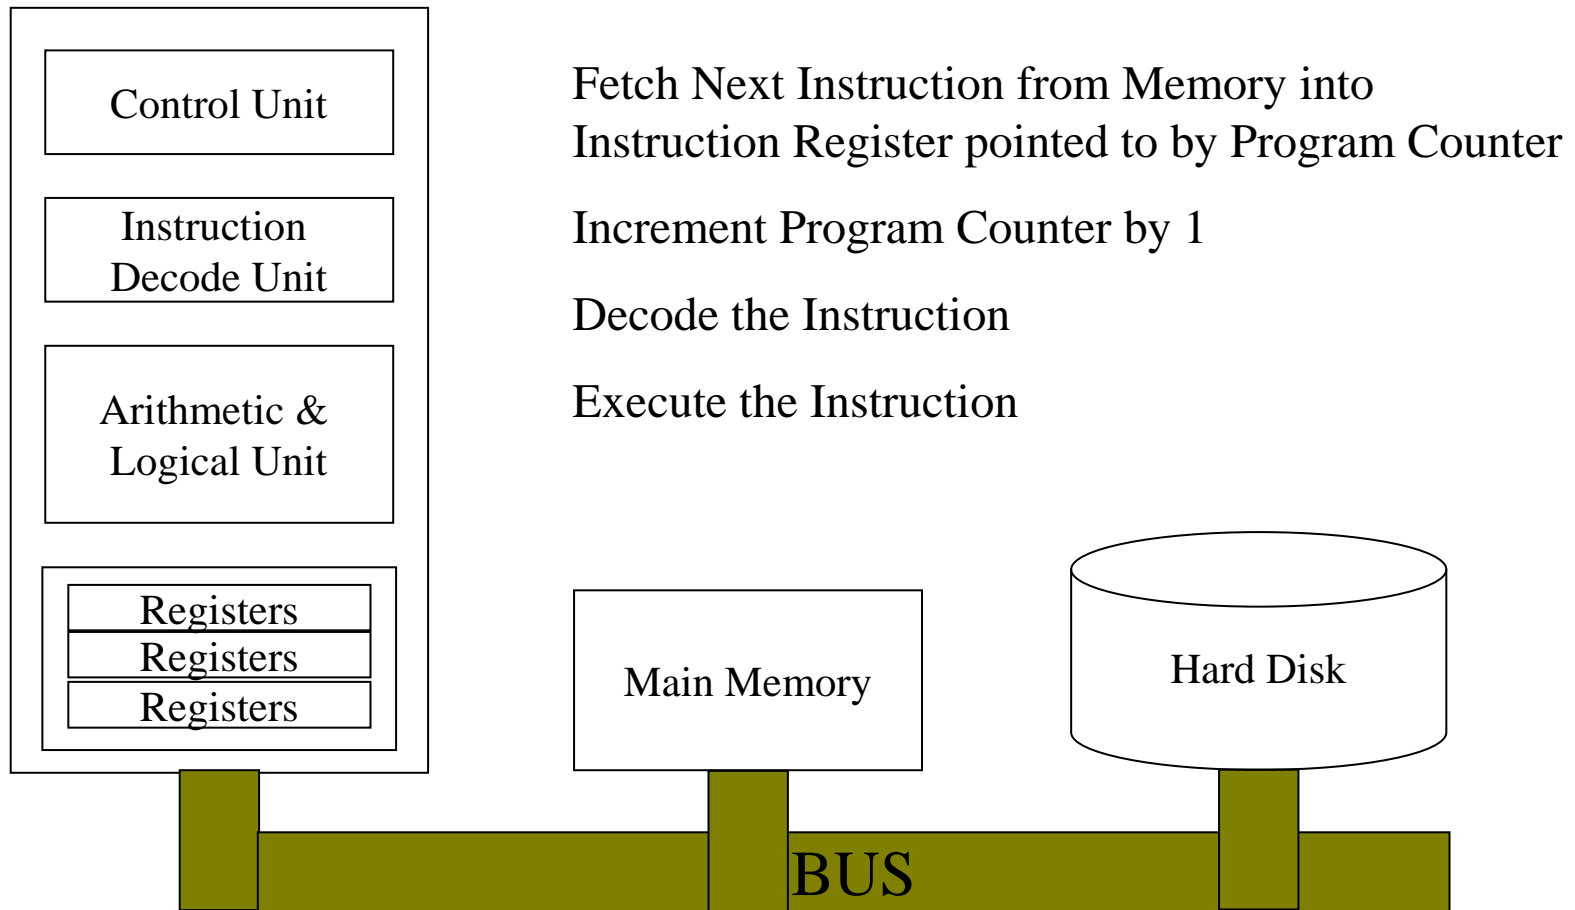 Control Unit
Instruction
Decode Unit
Arithmetic &
Logical Unit
Registers
Registers
Registers
Fetch Next Instruction from Memory into
Instruction Register pointed to by Program Counter
Increment Program Counter by 1
Decode the Instruction
Execute the Instruction
Main Memory
Hard Disk
BUS